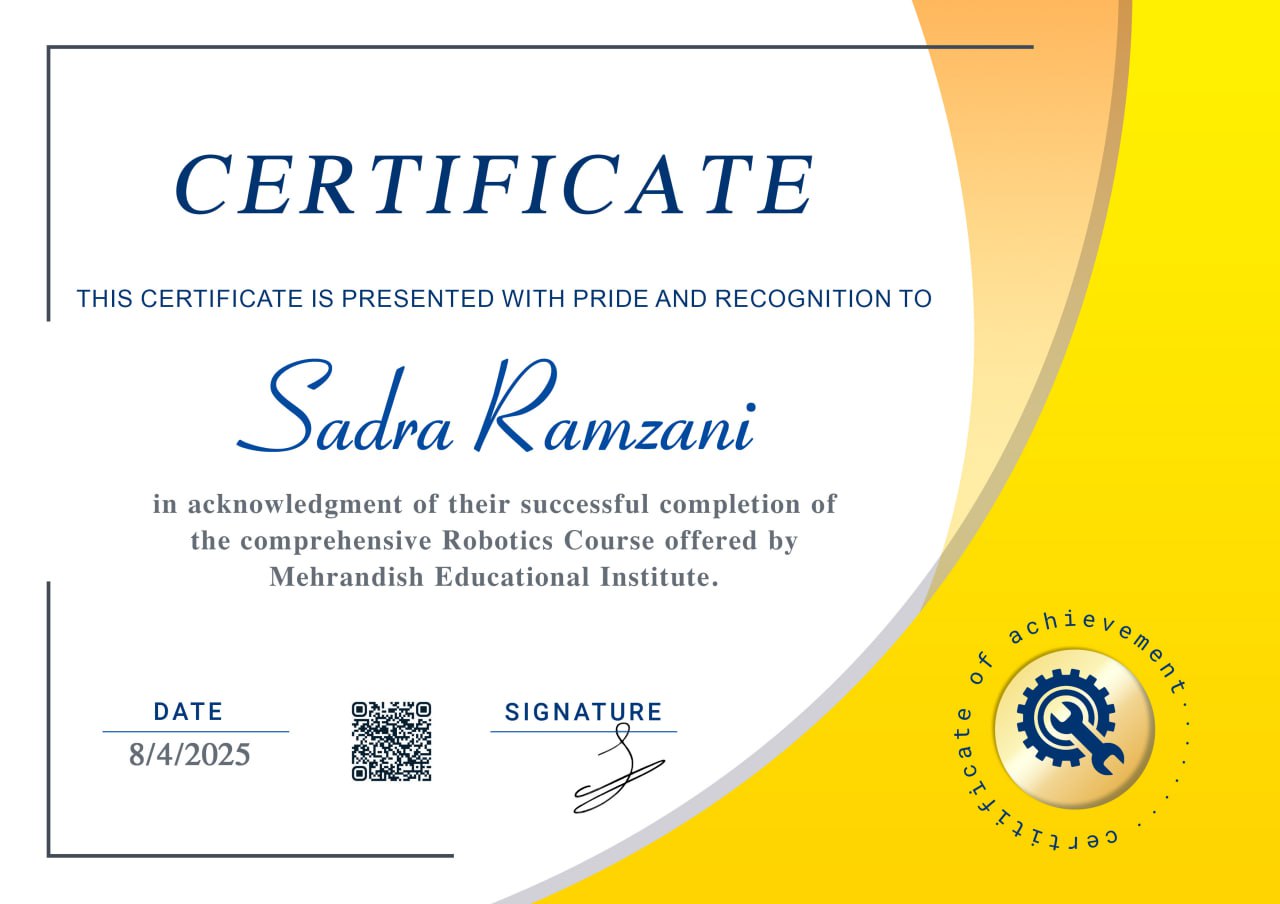 CERTIFICATE
THIS CERTIFICATE IS PRESENTED WITH PRIDE AND RECOGNITION TO
Sadra Ramzani
in acknowledgment of their successful completion of
the comprehensive Robotics Course offered by
Mehrandish Educational Institute.
DATE
8/4/2025
SIGNATURE
certificate of achievement.........